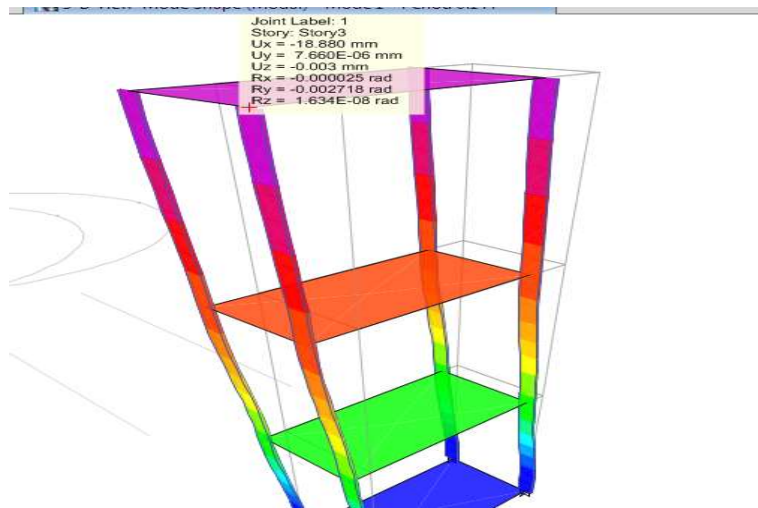 Joint Label: 1
Story: Story3
Ux = -18.880 mm
Uy = 7.660E-06 mm
Uz = -0.003 mm
Rx = -0.000025 rad
Ry = -0.002718 rad
Rz = 1.634E-08 rad